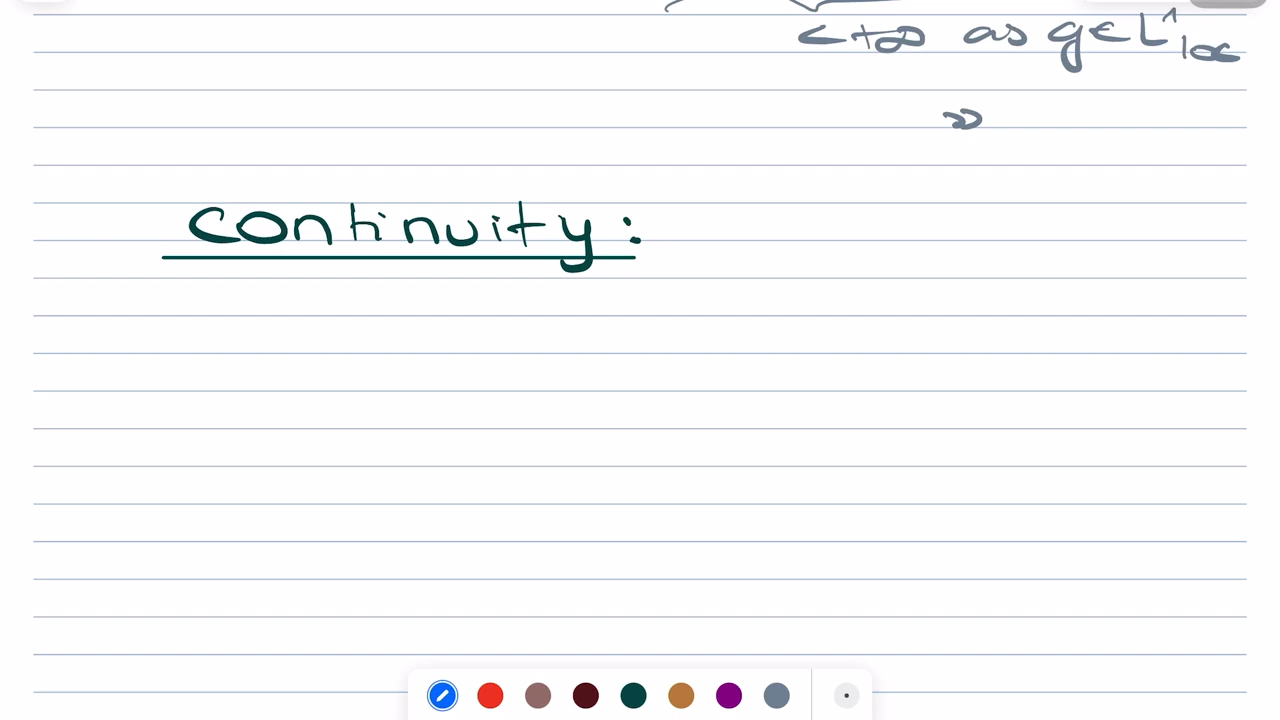 < +∞ as g ∈ L¹loc
»
Continuity :